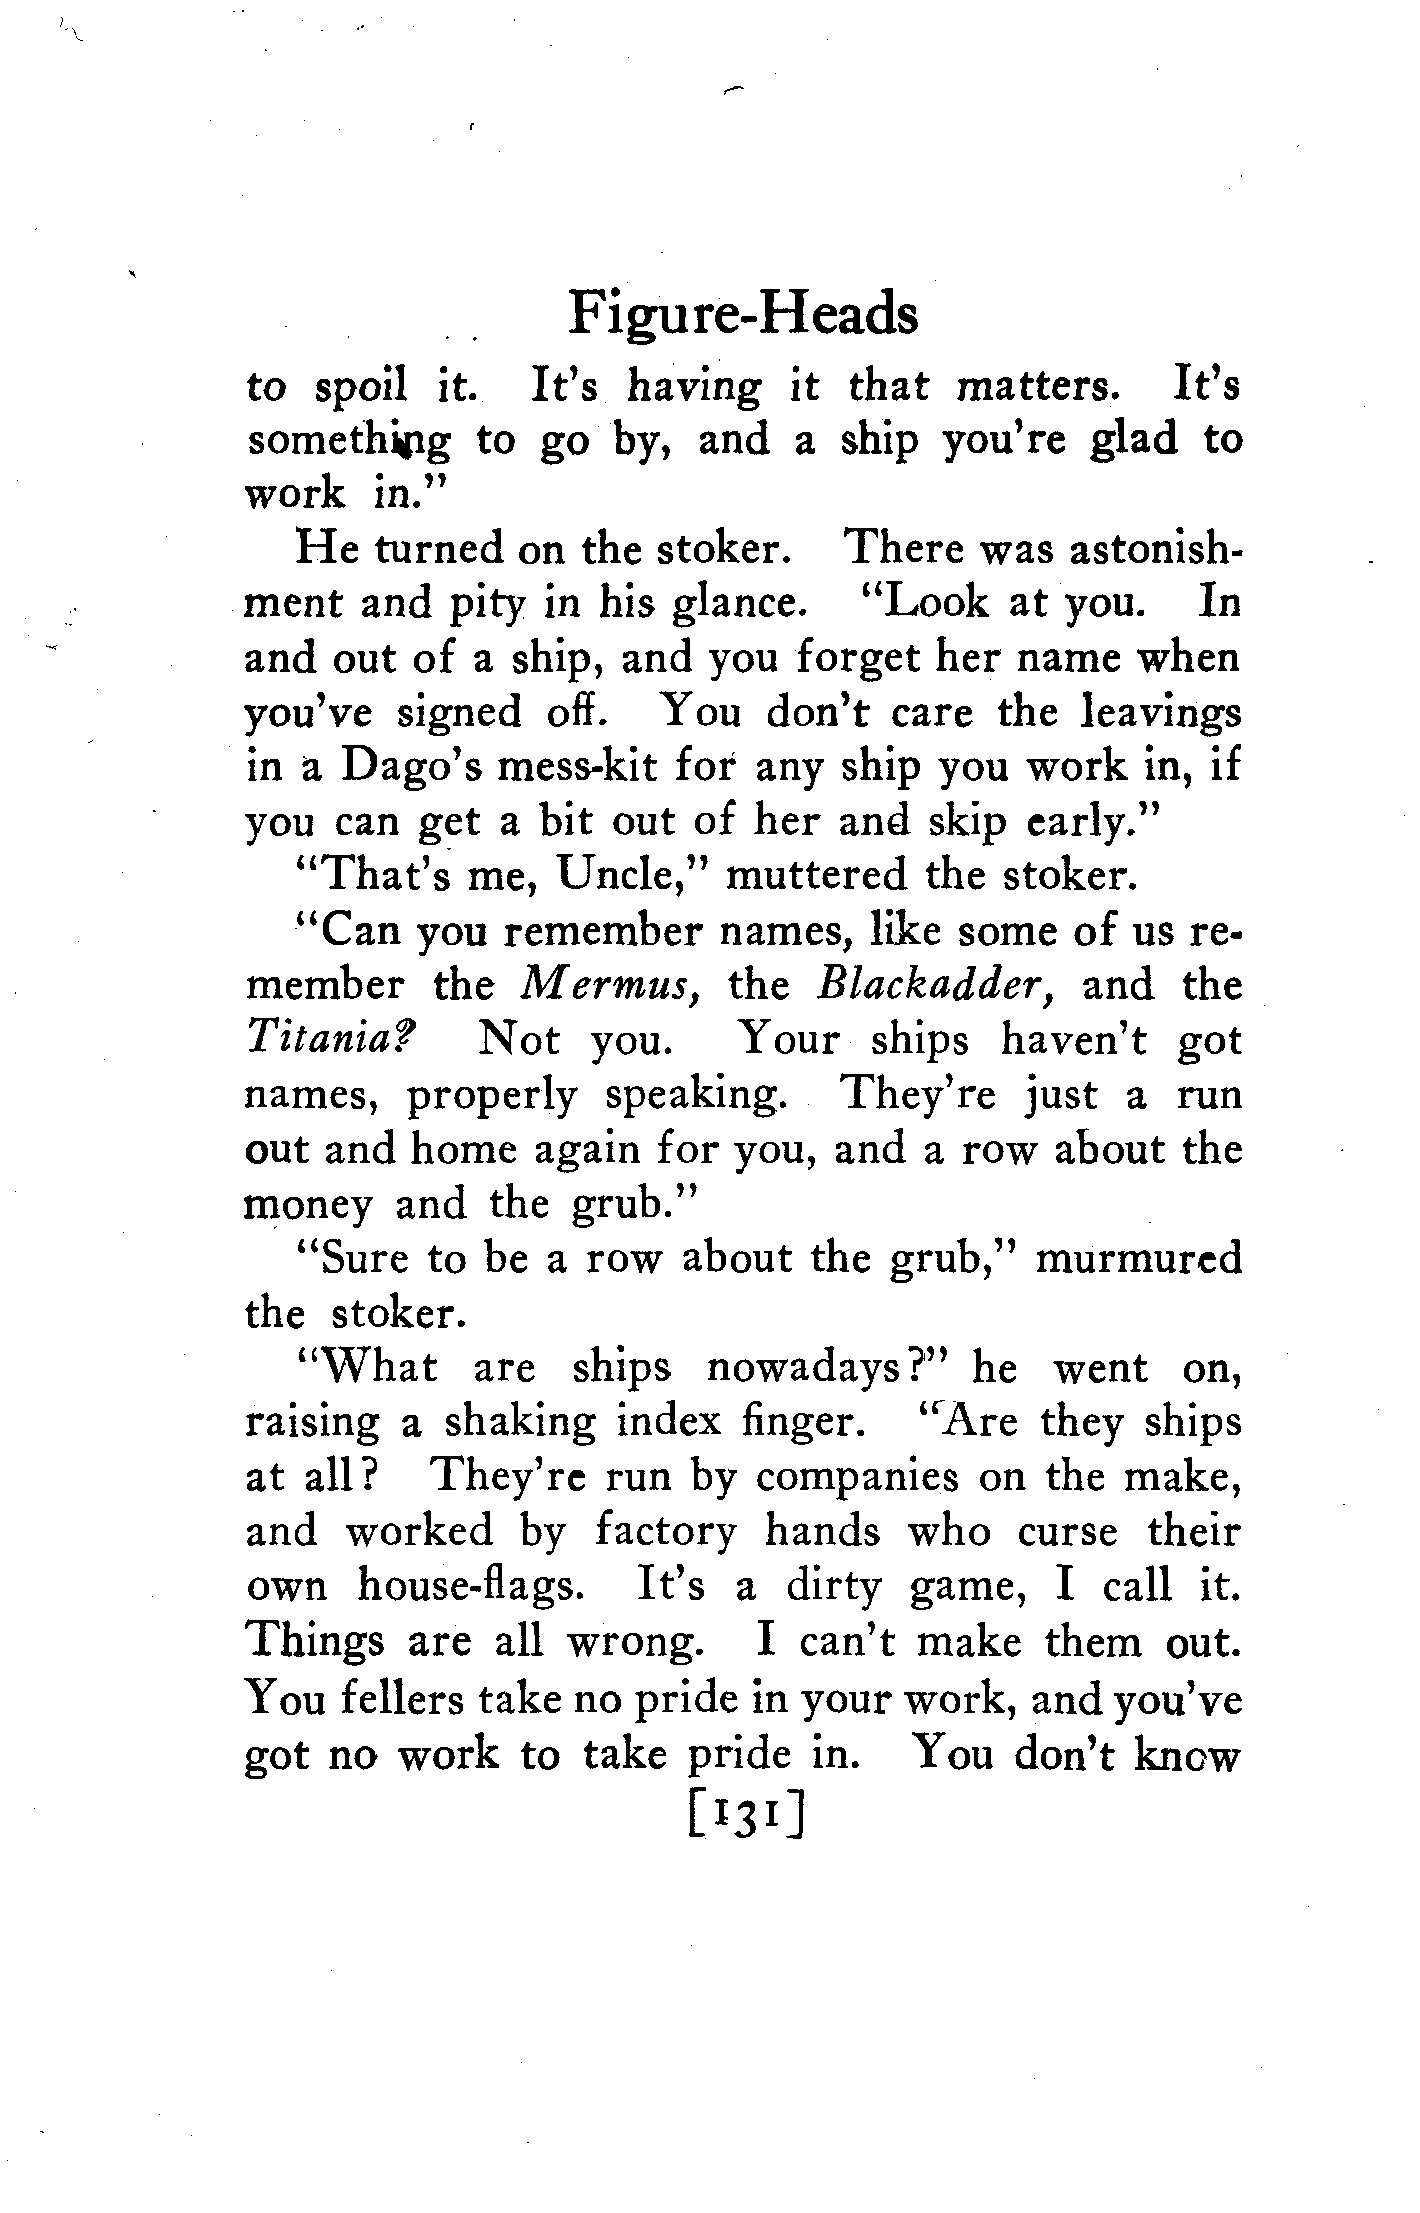 Figure-Heads
to spoil it. It's having it that matters. It's
something to go by, and a ship you're glad to
work in."
He turned on the stoker. There was astonish-
ment and pity in his glance. "Look at you. In
and out of a ship, and you forget her name when
you've signed off. You don't care the leavings
in a Dago's mess-kit for any ship you work in, if
you can get a bit out of her and skip early."
"That's me, Uncle," muttered the stoker.
"Can you remember names, like some of us re-
member the Mermus, the Blackadder, and the
Titania? Not you. Your ships haven't got
names, properly speaking. They're just a run
out and home again for you, and a row about the
money and the grub."
"Sure to be a row about the grub," murmured
the stoker.
"What are ships nowadays?" he went on,
raising a shaking index finger. "Are they ships
at all? They're run by companies on the make,
and worked by factory hands who curse their
own house-flags. It's a dirty game, I call it.
Things are all wrong. I can't make them out.
You fellers take no pride in your work, and you've
got no work to take pride in. You don't know
[131]